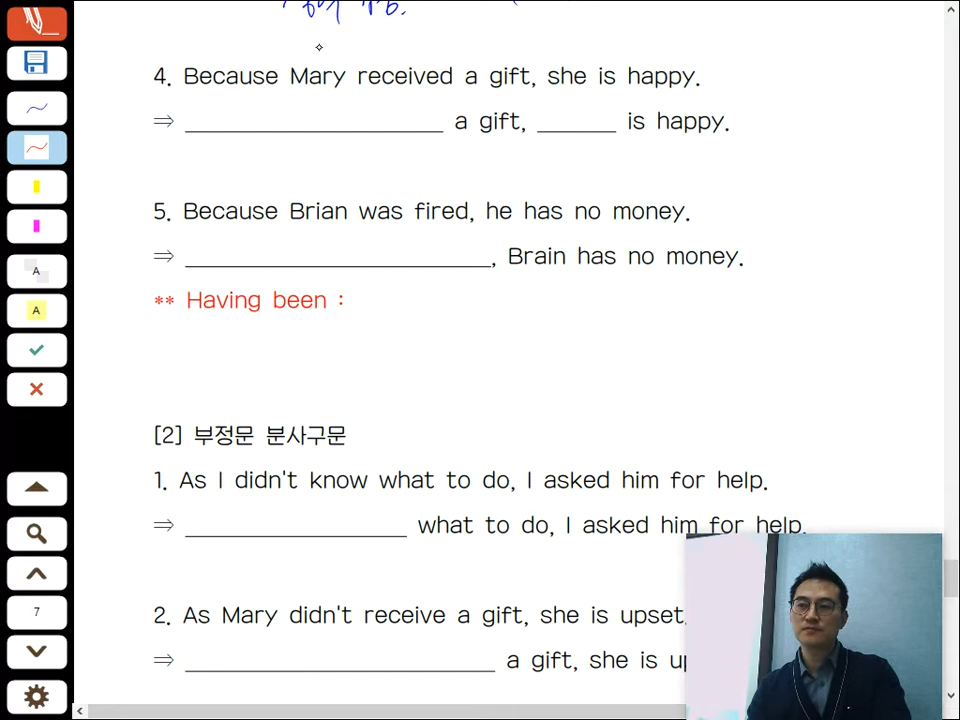 4. Because Mary received a gift, she is happy.
⇒ ____________________ a gift, ______ is happy.
5. Because Brian was fired, he has no money.
⇒ ________________________, Brain has no money.
** Having been :
[2] 부정문 분사구문
1. As I didn't know what to do, I asked him for help.
⇒ _________________ what to do, I asked him for help.
2. As Mary didn't receive a gift, she is upset,
⇒ ________________________ a gift, she is
A
A
7